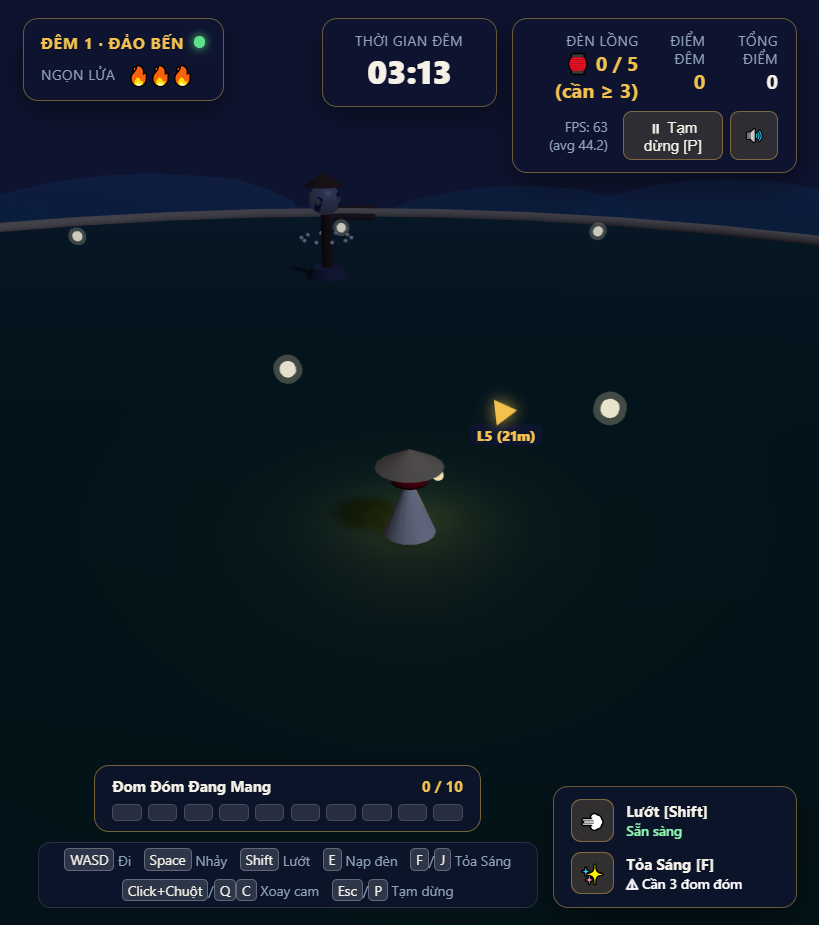 ĐÊM 1 · ĐẢO BẾN
NGỌN LỬA
THỜI GIAN ĐÊM
03:13
ĐÈN LỒNG
0 / 5
(cần ≥ 3)
ĐIỂM
ĐÊM
0
TỔNG
ĐIỂM
0
FPS: 63
(avg 44.2)
Tạm
dừng [P]
L5 (21m)
Đom Đóm Đang Mang
0 / 10
WASD Đi Space Nhảy Shift Lướt E Nạp đèn F/J Tỏa Sáng
Click+Chuột/Q C Xoay cam Esc/P Tạm dừng
Lướt [Shift]
Sẵn sàng
Tỏa Sáng [F]
⚠ Cần 3 đom đóm